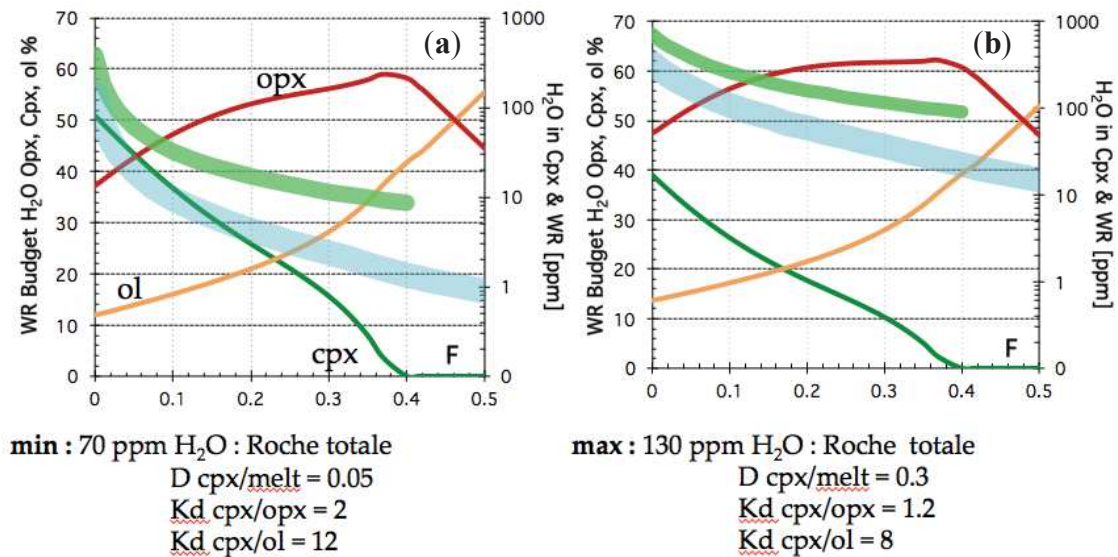 70
60
50
40
30
20
10
0
WR Budget H₂O Opx, Cpx, ol %
(a)
opx
ol
cpx
F
0 0.1 0.2 0.3 0.4 0.5
1000
100
10
1
0
H₂O in Cpx & WR [ppm]
min : 70 ppm H₂O : Roche totale
D cpx/melt = 0.05
Kd cpx/opx = 2
Kd cpx/ol = 12
70
60
50
40
30
20
10
0
WR Budget H₂O Opx, Cpx, ol %
(b)
F
0 0.1 0.2 0.3 0.4 0.5
1000
100
10
1
0
H₂O in Cpx & WR [ppm]
max : 130 ppm H₂O : Roche totale
D cpx/melt = 0.3
Kd cpx/opx = 1.2
Kd cpx/ol = 8